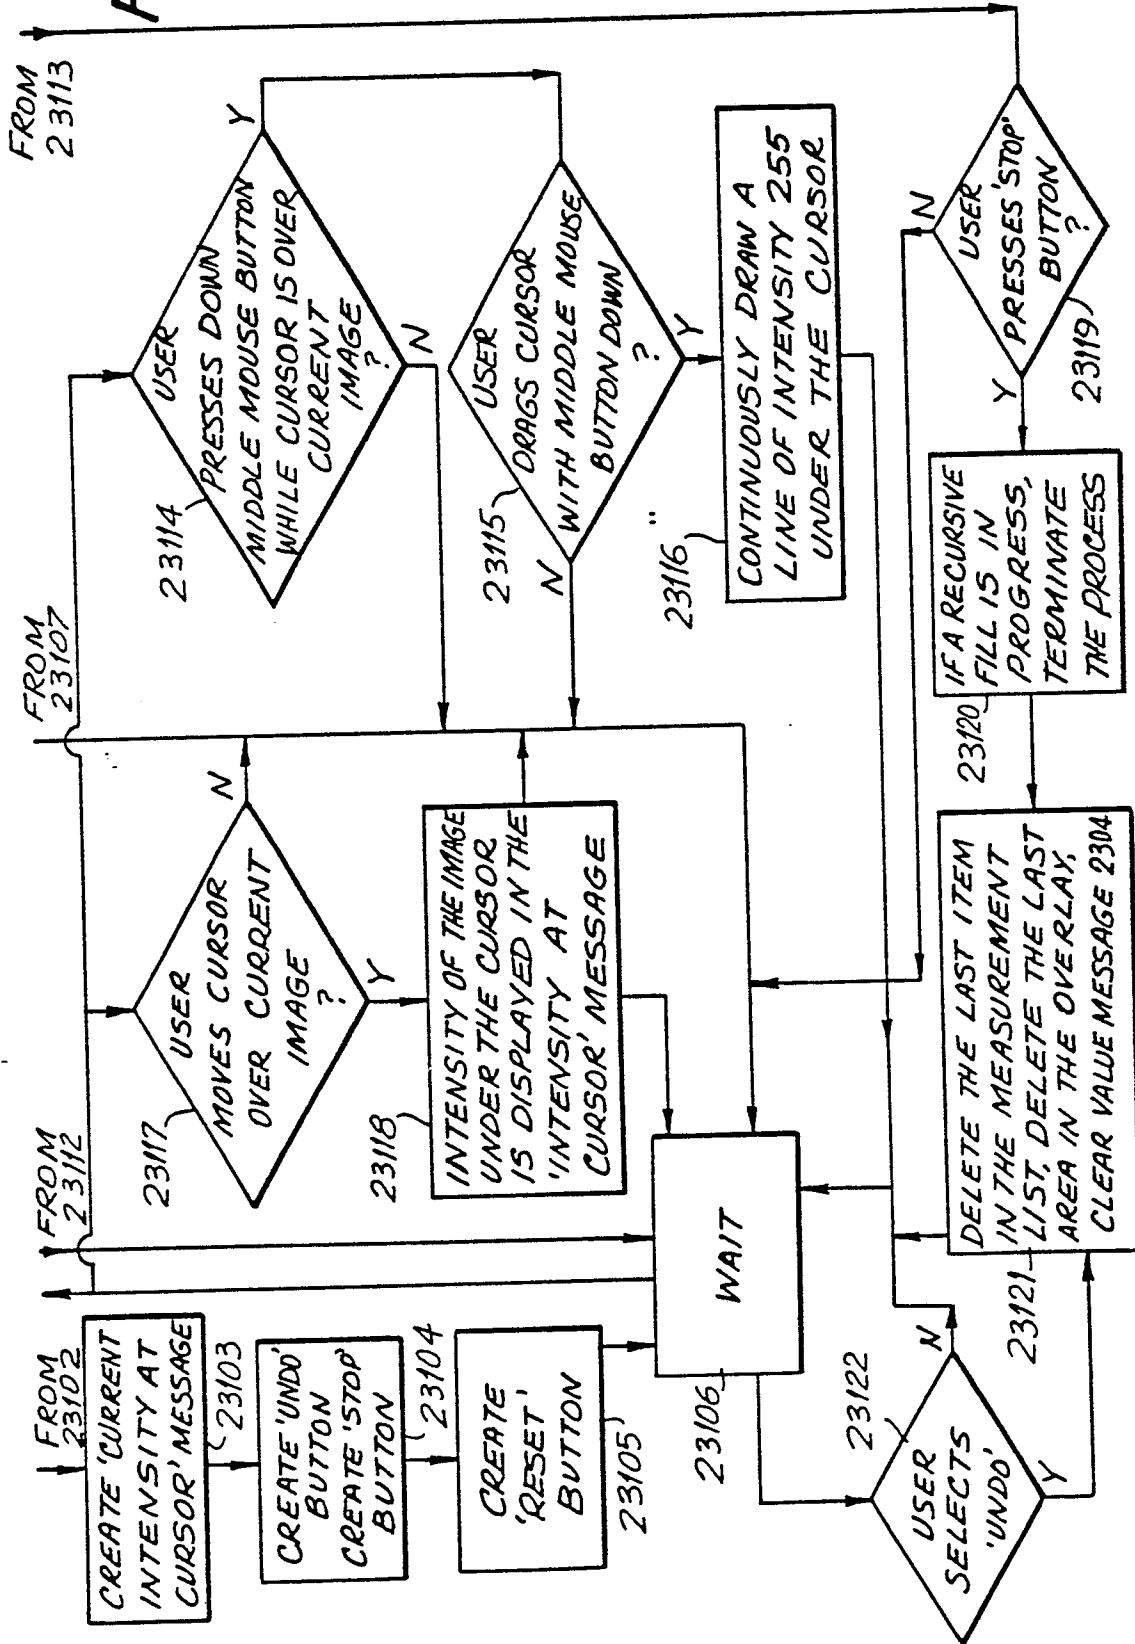 FROM
23102
CREATE 'CURRENT
INTENSITY AT
CURSOR' MESSAGE
23103
CREATE 'UNDO'
BUTTON
CREATE 'STOP'
BUTTON
23104
CREATE
'RESET'
BUTTON
23105
FROM
23112
23106
WAIT
23117
USER
MOVES CURSOR
OVER CURRENT
IMAGE
?
N
Y
23118
INTENSITY OF THE IMAGE
UNDER THE CURSOR
IS DISPLAYED IN THE
'INTENSITY AT
CURSOR' MESSAGE
FROM
23107
23114
USER
PRESSES DOWN
MIDDLE MOUSE BUTTON
WHILE CURSOR IS OVER
CURRENT
IMAGE
?
Y
N
23115
USER
DRAGS CURSOR
WITH MIDDLE MOUSE
BUTTON DOWN
?
N
Y
23116
CONTINUOUSLY DRAW A
LINE OF INTENSITY 255
UNDER THE CURSOR
FROM
23113
USER
PRESSES 'STOP'
BUTTON
?
N
Y
23119
23120
IF A RECURSIVE
FILL IS IN
PROGRESS,
TERMINATE
THE PROCESS
23121
DELETE THE LAST ITEM
IN THE MEASUREMENT
LIST, DELETE THE LAST
AREA IN THE OVERLAY,
CLEAR VALUE MESSAGE 2304
23122
USER
SELECTS
'UNDO'
N
Y